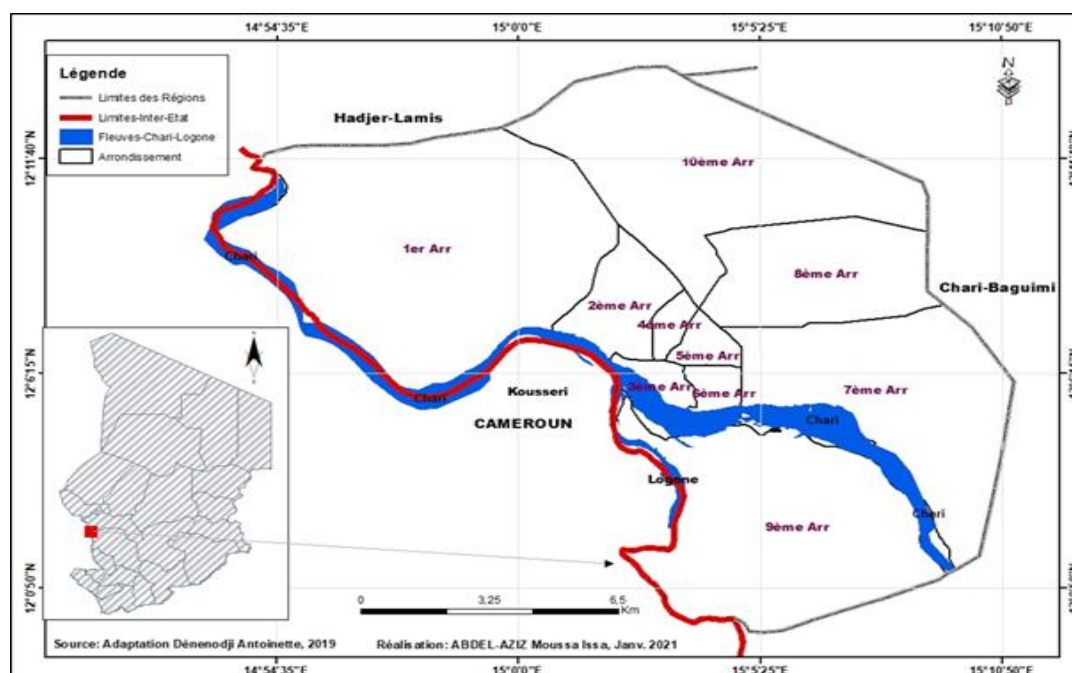 14°54'35"E 15°0'0"E 15°5'25"E 15°10'50"E
Légende
Limites des Régions
Limites-Inter-Etat
Fleuves-Chari-Logone
Arrondissement
N
Hadjer-Lamis
12°11'40"N
10ème Arr
1er Arr
Chari
8ème Arr
Chari-Baguimi
2ème Arr
4ème Arr
5ème Arr
12°6'15"N
3ème Arr
6ème Arr
7ème Arr
Kousseri
Chari
Chari
CAMEROUN
Logone
Chari
9ème Arr
12°0'50"N
0 3,25 6,5
Km
Source: Adaptation Dénenodji Antoinette, 2019 Réalisation: ABDEL-AZIZ Moussa Issa, Janv. 2021
14°54'35"E 15°0'0"E 15°5'25"E 15°10'50"E